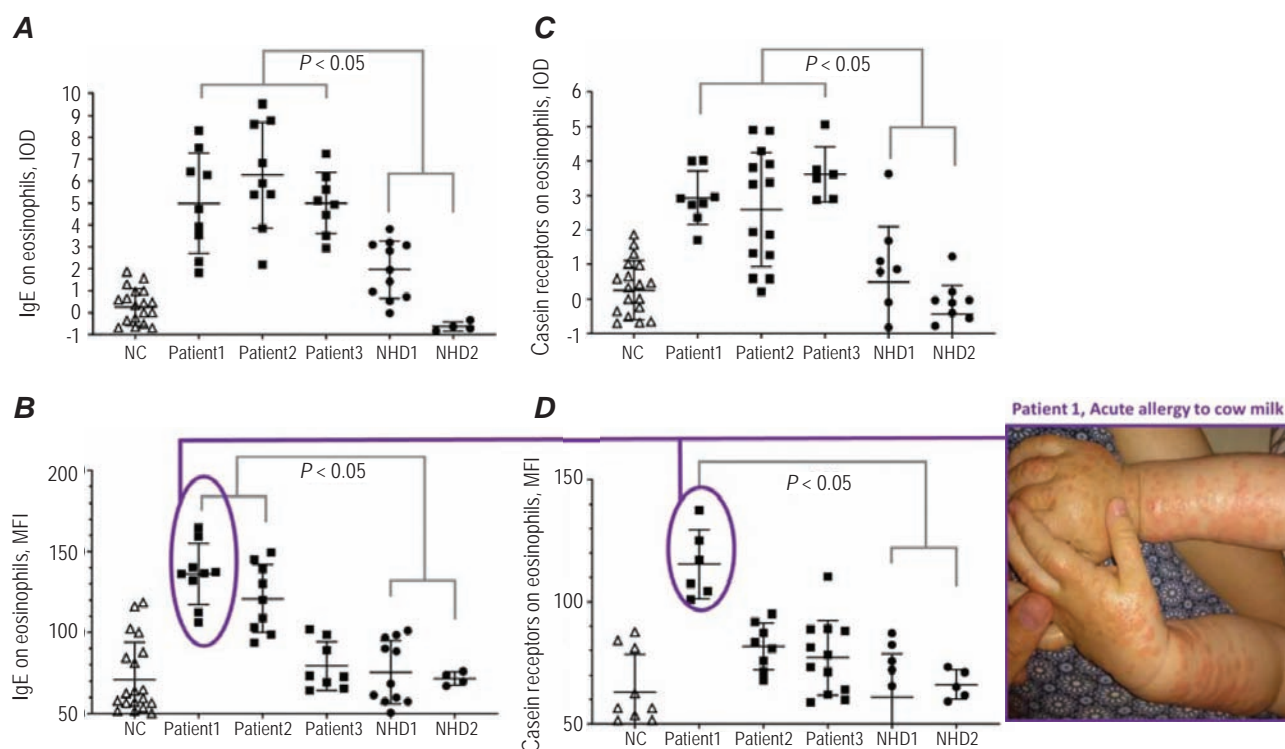 A
P < 0.05
IgE on eosinophils, IOD
10
9
8
7
6
5
4
3
2
1
0
-1
NC Patient1 Patient2 Patient3 NHD1 NHD2
C
P < 0.05
Casein receptors on eosinophils, IOD
6
5
4
3
2
1
0
-1
NC Patient1 Patient2 Patient3 NHD1 NHD2
B
P < 0.05
IgE on eosinophils, MFI
200
150
100
50
NC Patient1 Patient2 Patient3 NHD1 NHD2
D
P < 0.05
Casein receptors on eosinophils, MFI
150
100
50
NC Patient1 Patient2 Patient3 NHD1 NHD2
Patient 1, Acute allergy to cow milk